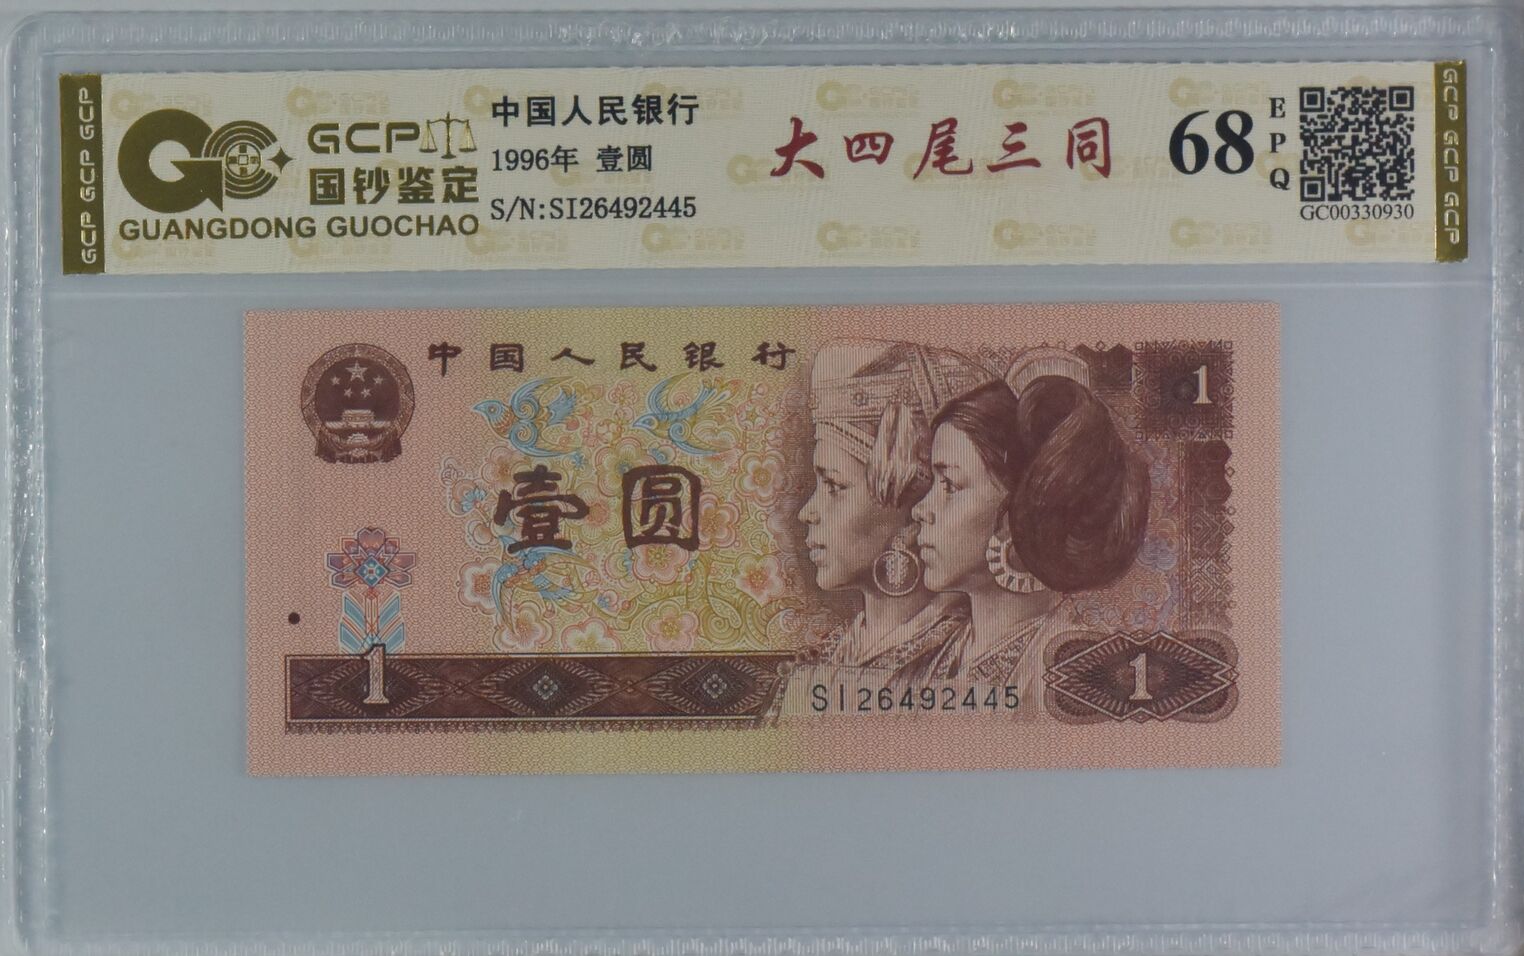 GCP GCP GCP
GCP
国钞鉴定
GUANGDONG GUOCHAO
中国人民银行
1996年 壹圆
S/N:SI26492445
大四尾三同
68
EPQ
GC00330930
GCP GCP GCP
中国人民银行
1
壹圆
1
SI26492445
1